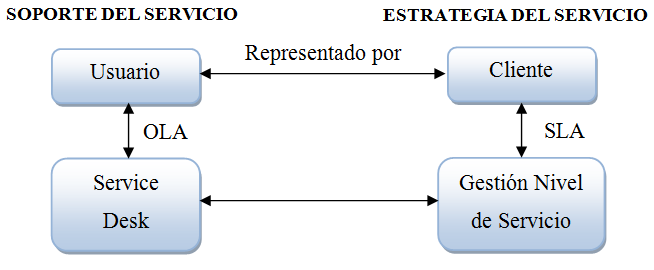 SOPORTE DEL SERVICIO
ESTRATEGIA DEL SERVICIO
Usuario
Representado por
Cliente
OLA
SLA
Service
Desk
Gestión Nivel
de Servicio